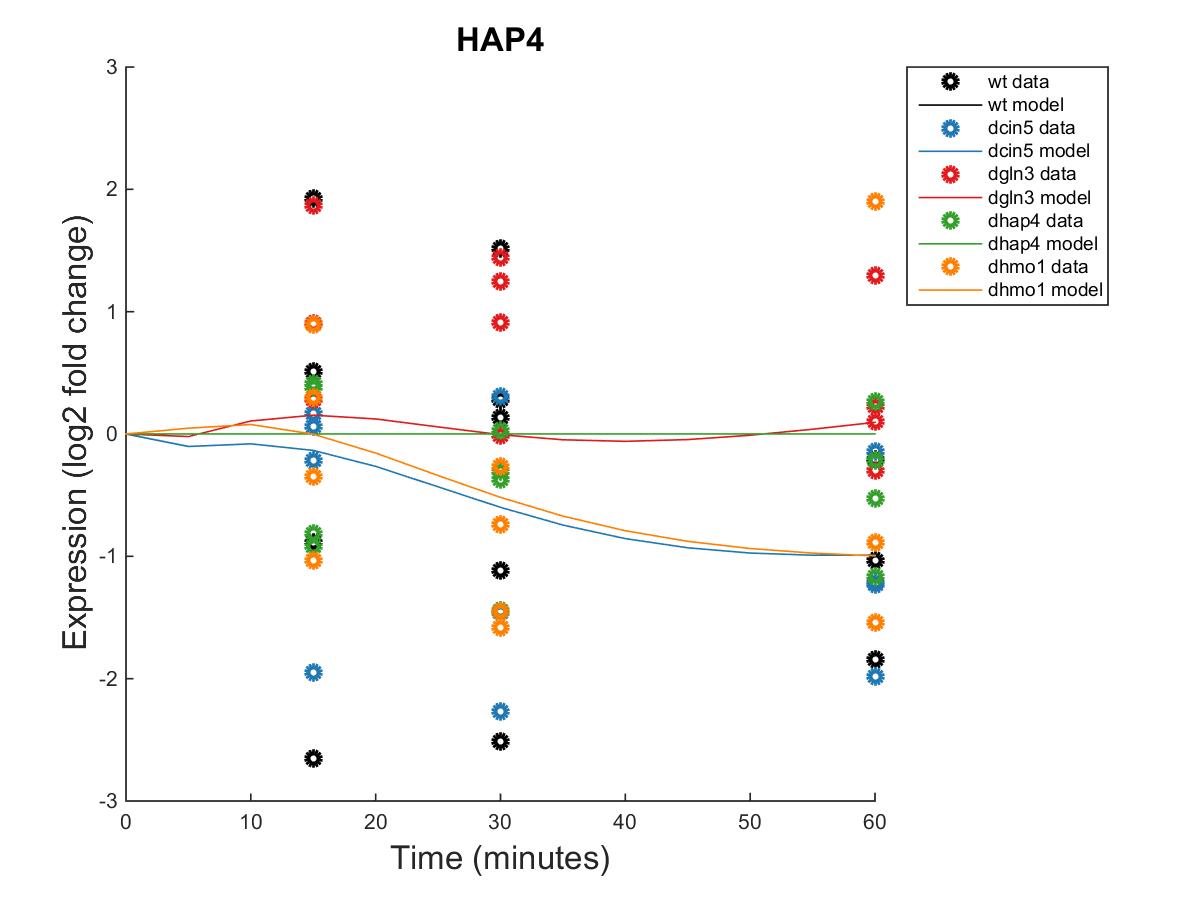 HAP4
Expression (log2 fold change)
3
2
1
0
-1
-2
-3
0 10 20 30 40 50 60
Time (minutes)
wt data
wt model
dcin5 data
dcin5 model
dgln3 data
dgln3 model
dhap4 data
dhap4 model
dhmo1 data
dhmo1 model